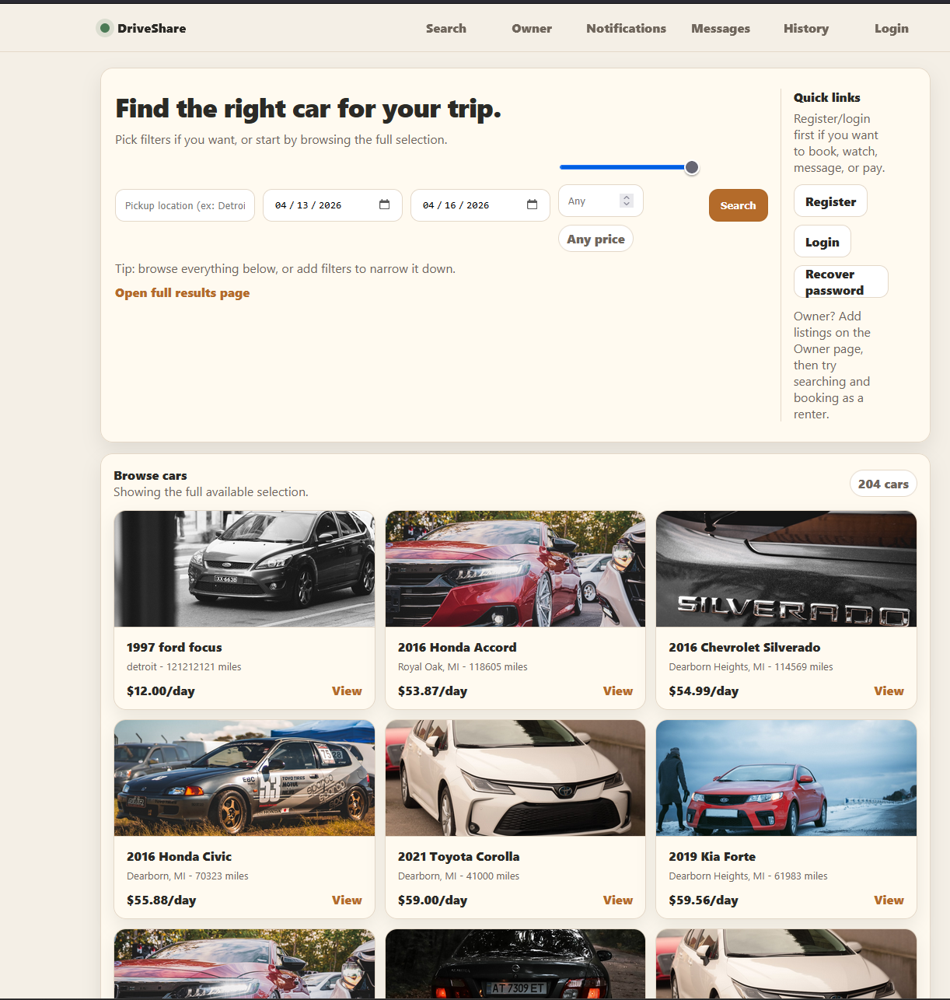 DriveShare
Search
Owner
Notifications
Messages
History
Login
Find the right car for your trip.
Pick filters if you want, or start by browsing the full selection.
Pickup location (ex: Detroi
04 / 13 / 2026
04 / 16 / 2026
Any
Any price
Search
Tip: browse everything below, or add filters to narrow it down.
Open full results page
Quick links
Register/login
first if you want
to book, watch,
message, or pay.
Register
Login
Recover
password
Owner? Add
listings on the
Owner page,
then try
searching and
booking as a
renter.
Browse cars
Showing the full available selection.
204 cars
XX·6638
SILVERADO
1997 ford focus
detroit - 121212121 miles
$12.00/day
View
2016 Honda Accord
Royal Oak, MI - 118605 miles
$53.87/day
View
2016 Chevrolet Silverado
Dearborn Heights, MI - 114569 miles
$54.99/day
View
EBC
53
TOYO TIRES
MOTUL
sparco
sparco
HONDA
2016 Honda Civic
Dearborn, MI - 70323 miles
$55.88/day
View
2021 Toyota Corolla
Dearborn, MI - 41000 miles
$59.00/day
View
2019 Kia Forte
Dearborn Heights, MI - 61983 miles
$59.56/day
View
AT 7309 ET